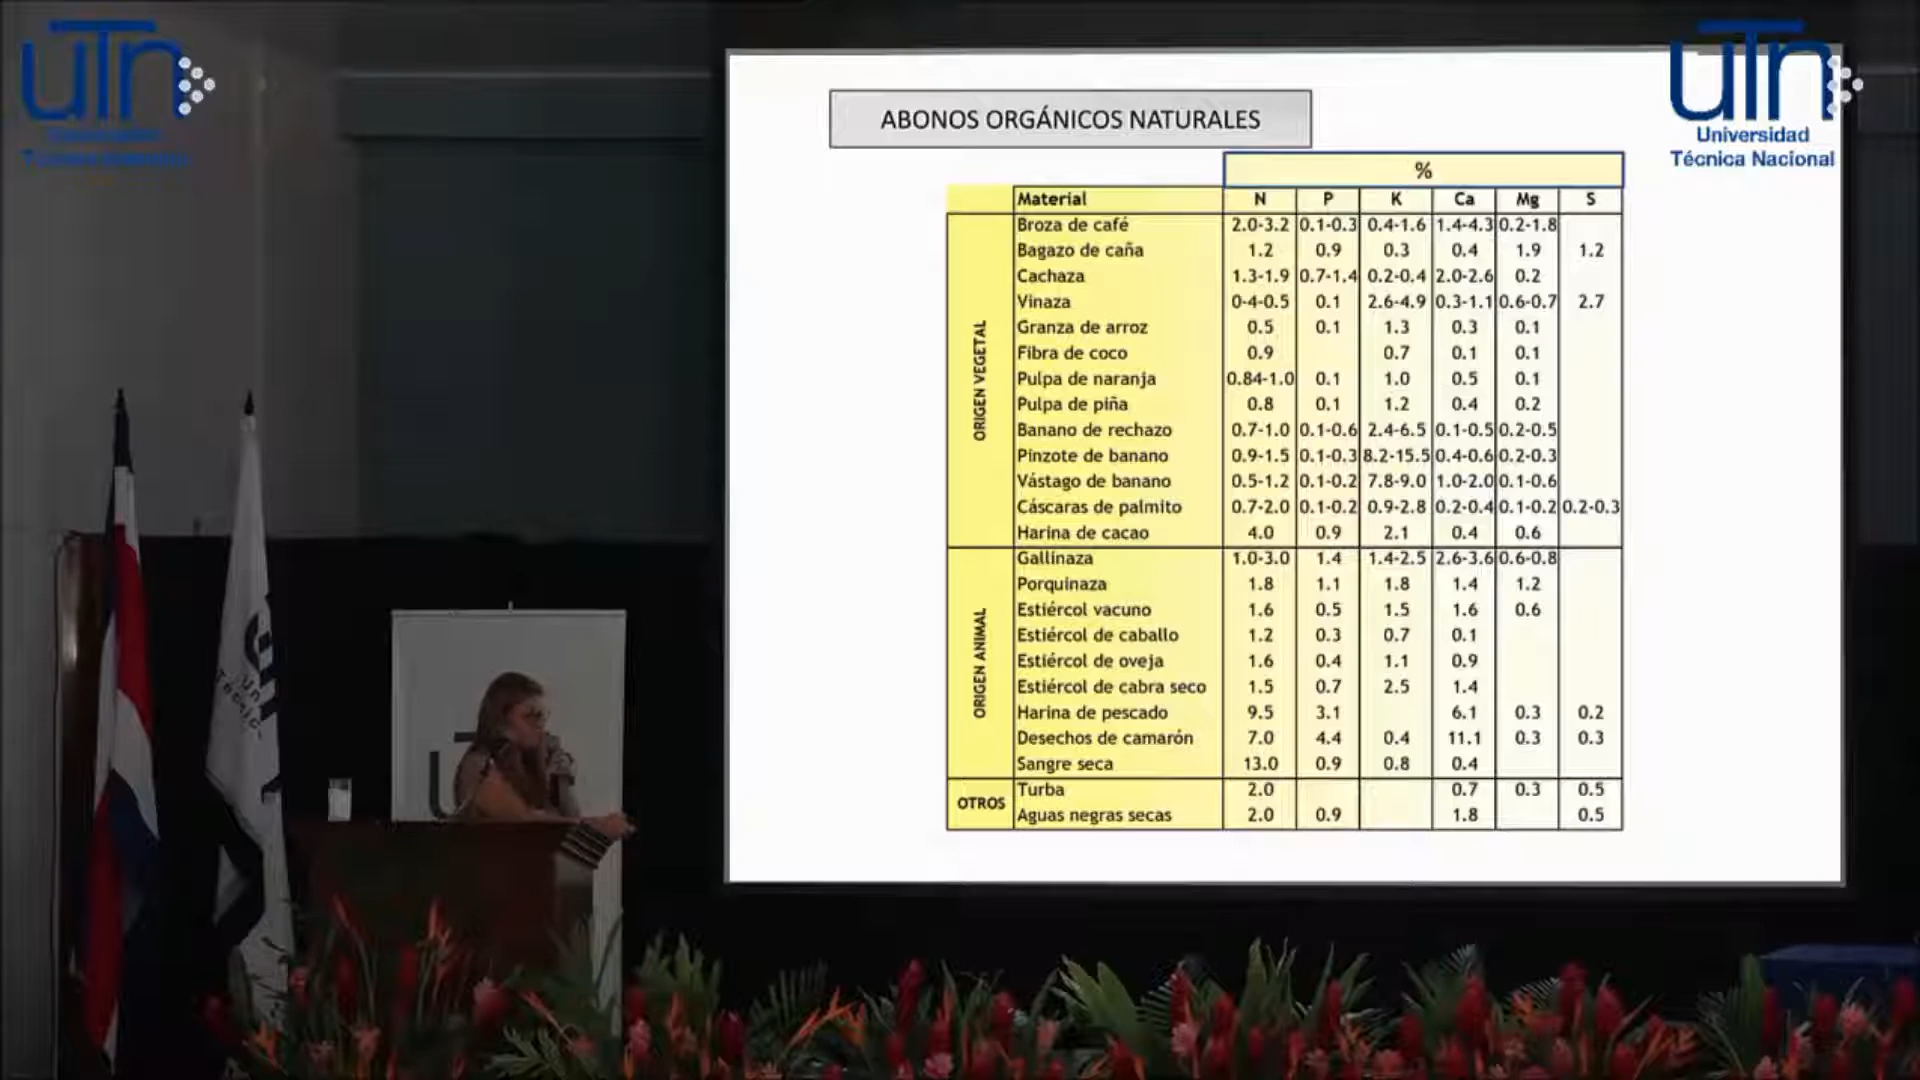 uTn
uTn
Universidad
Técnica Nacional
ABONOS ORGÁNICOS NATURALES
%
Material N P K Ca Mg S
ORIGEN VEGETAL
Broza de café 2.0-3.2 0.1-0.3 0.4-1.6 1.4-4.3 0.2-1.8
Bagazo de caña 1.2 0.9 0.3 0.4 1.9 1.2
Cachaza 1.3-1.9 0.7-1.4 0.2-0.4 2.0-2.6 0.2
Vinaza 0-4-0.5 0.1 2.6-4.9 0.3-1.1 0.6-0.7 2.7
Granza de arroz 0.5 0.1 1.3 0.3 0.1
Fibra de coco 0.9 0.7 0.1 0.1
Pulpa de naranja 0.84-1.0 0.1 1.0 0.5 0.1
Pulpa de piña 0.8 0.1 1.2 0.4 0.2
Banano de rechazo 0.7-1.0 0.1-0.6 2.4-6.5 0.1-0.5 0.2-0.5
Pinzote de banano 0.9-1.5 0.1-0.3 8.2-15.5 0.4-0.6 0.2-0.3
Vástago de banano 0.5-1.2 0.1-0.2 7.8-9.0 1.0-2.0 0.1-0.6
Cáscaras de palmito 0.7-2.0 0.1-0.2 0.9-2.8 0.2-0.4 0.1-0.2 0.2-0.3
Harina de cacao 4.0 0.9 2.1 0.4 0.6
ORIGEN ANIMAL
Gallinaza 1.0-3.0 1.4 1.4-2.5 2.6-3.6 0.6-0.8
Porquinaza 1.8 1.1 1.8 1.4 1.2
Estiércol vacuno 1.6 0.5 1.5 1.6 0.6
Estiércol de caballo 1.2 0.3 0.7 0.1
Estiércol de oveja 1.6 0.4 1.1 0.9
Estiércol de cabra seco 1.5 0.7 2.5 1.4
Harina de pescado 9.5 3.1 6.1 0.3 0.2
Desechos de camarón 7.0 4.4 0.4 11.1 0.3 0.3
Sangre seca 13.0 0.9 0.8 0.4
OTROS
Turba 2.0 0.7 0.3 0.5
Aguas negras secas 2.0 0.9 1.8 0.5